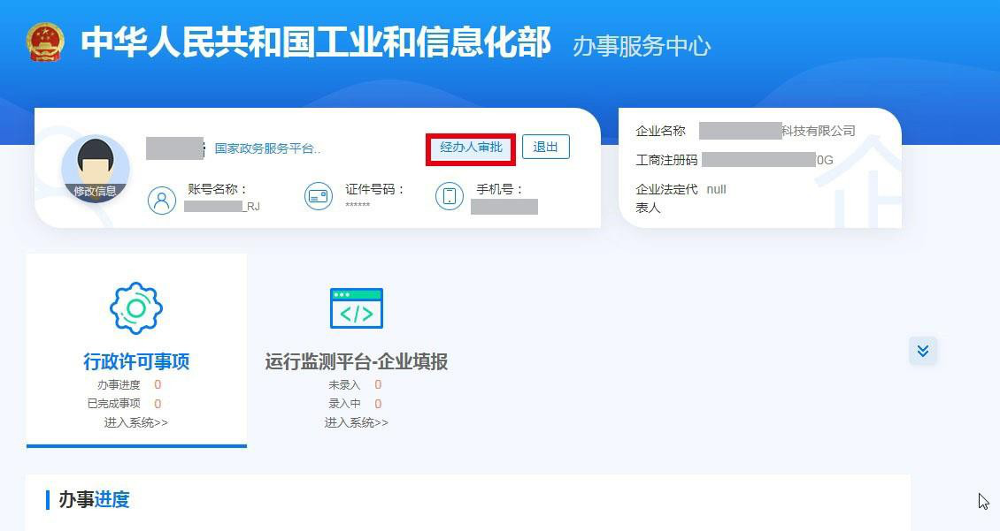 中华人民共和国工业和信息化部 办事服务中心
国家政务服务平台..
经办人审批
退出
修改信息
账号名称：
_RJ
证件号码：
******
手机号：
企业名称 科技有限公司
工商注册码 0G
企业法定代表人 null
企
行政许可事项
办事进度 0
已完成事项 0
进入系统>>
</>
运行监测平台-企业填报
未录入 0
录入中 0
进入系统>>
办事进度